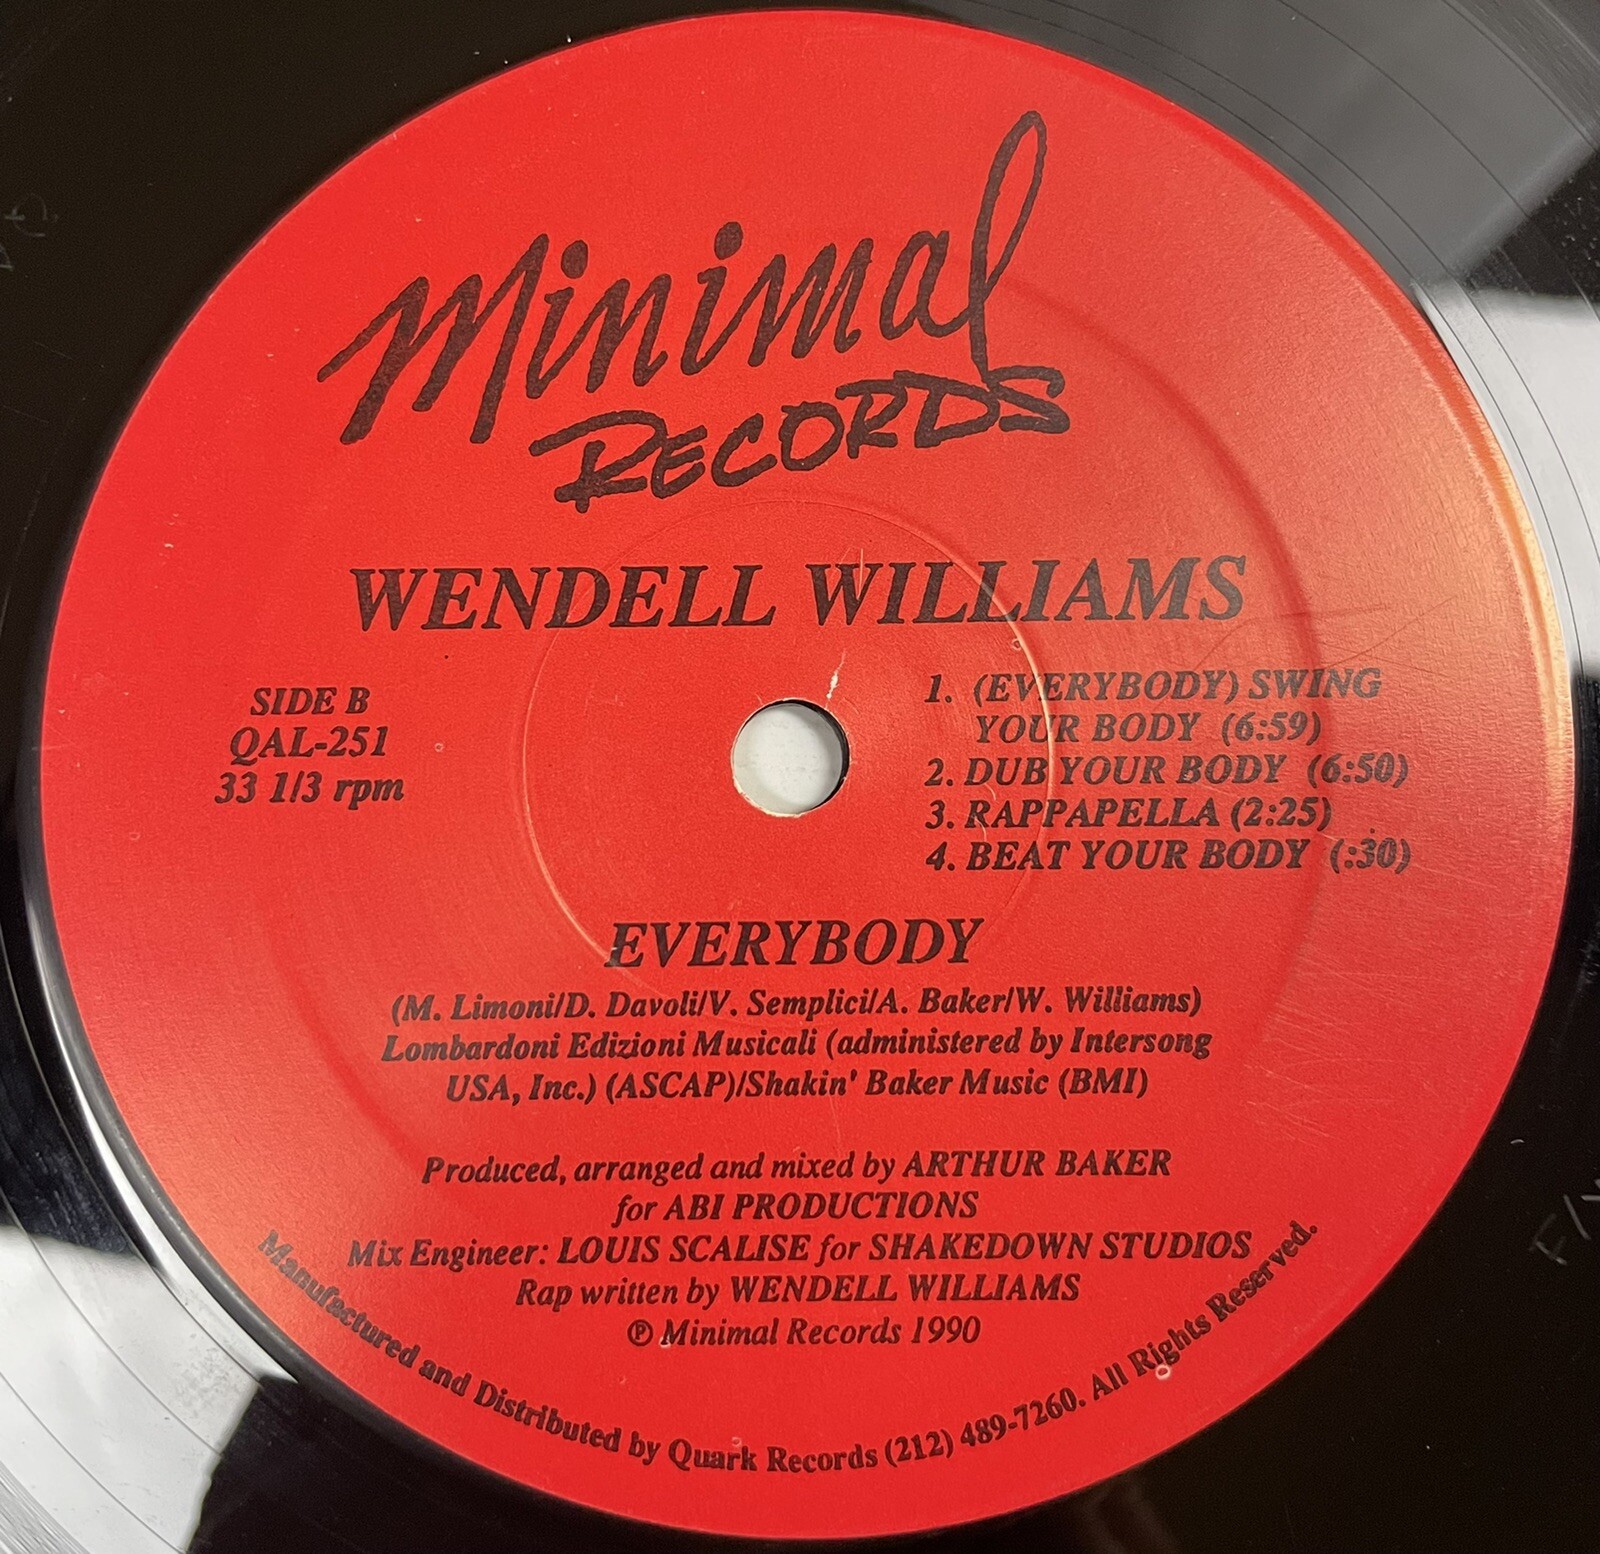 Minimal
RECORDS
WENDELL WILLIAMS
SIDE B
QAL-251
33 1/3 rpm
1. (EVERYBODY) SWING
YOUR BODY (6:59)
2. DUB YOUR BODY (6:50)
3. RAPPAPELLA (2:25)
4. BEAT YOUR BODY (:30)
EVERYBODY
(M. Limoni/D. Davoli/V. Semplici/A. Baker/W. Williams)
Lombardoni Edizioni Musicali (administered by Intersong
USA, Inc.) (ASCAP)/Shakin' Baker Music (BMI)
Produced, arranged and mixed by ARTHUR BAKER
for ABI PRODUCTIONS
Mix Engineer: LOUIS SCALISE for SHAKEDOWN STUDIOS
Rap written by WENDELL WILLIAMS
℗ Minimal Records 1990
Manufactured and Distributed by Quark Records (212) 489-7260. All Rights Reserved.